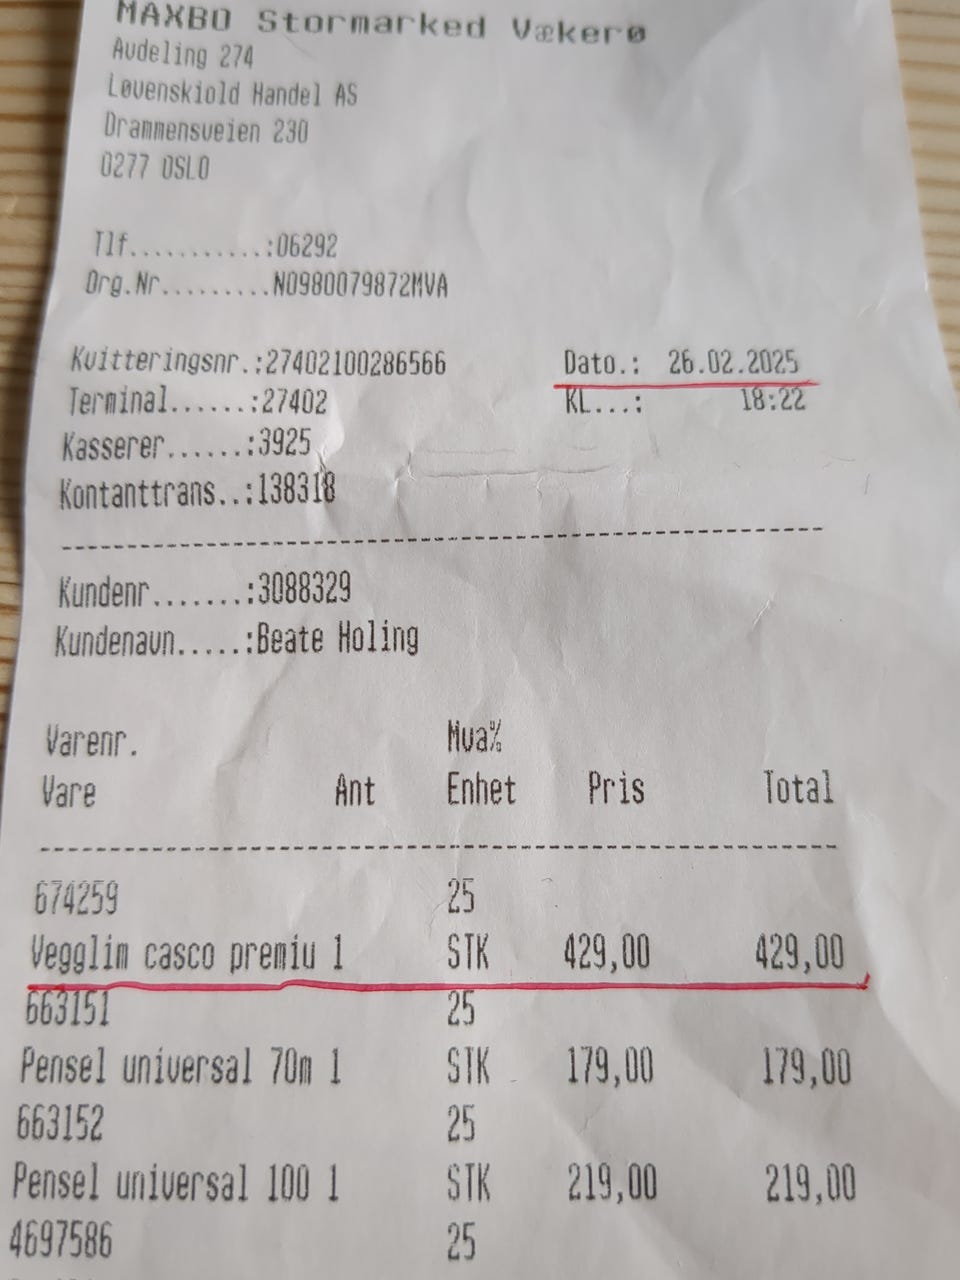 MAXBO Stormarked Vækerø
Avdeling 274
Løvenskiold Handel AS
Drammensveien 230
0277 OSLO
Tlf...........:06292
Org.Nr.........NO980079872MVA
Kvitteringsnr.:27402100286566 Dato.: 26.02.2025
Terminal......:27402 KL...: 18:22
Kasserer......:3925
Kontanttrans..:138318
Kundenr.......:3088329
Kundenavn.....:Beate Holing
Varenr. Mva%
Vare Ant Enhet Pris Total
674259 25
Vegglim casco premiu 1 STK 429,00 429,00
663151 25
Pensel universal 70m 1 STK 179,00 179,00
663152 25
Pensel universal 100 1 STK 219,00 219,00
4697586 25